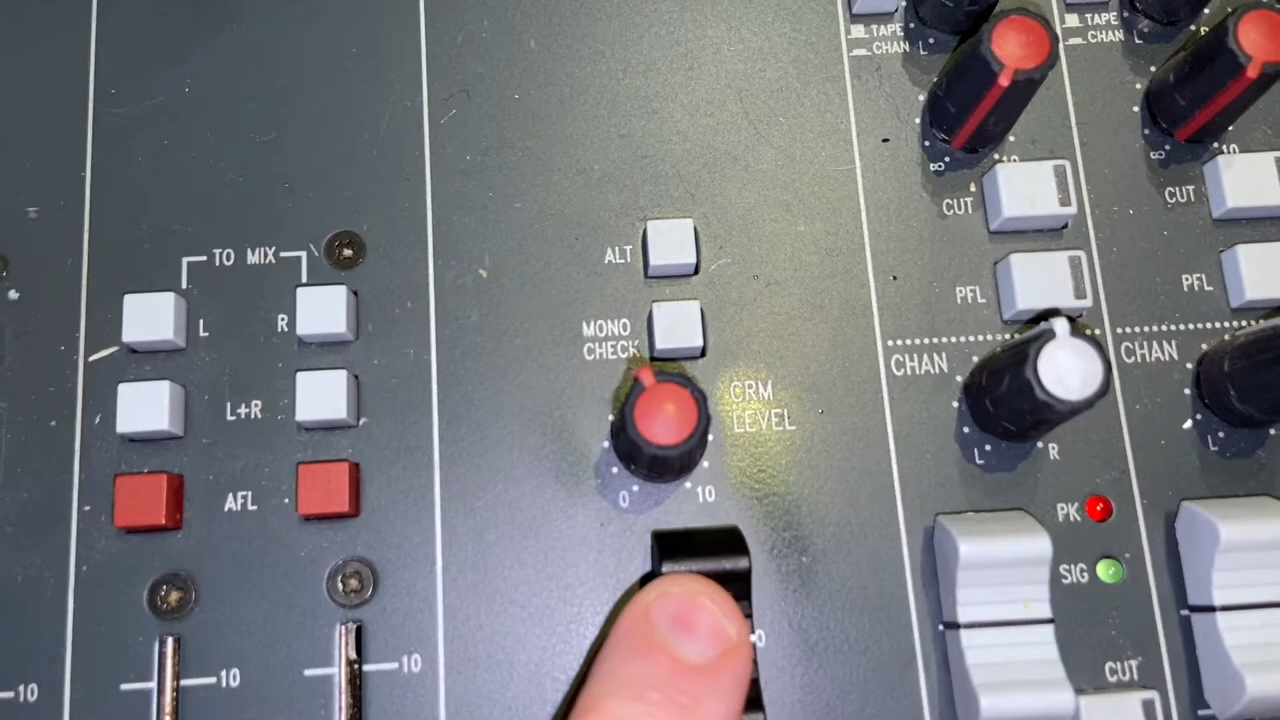 TAPE
CHAN L
TAPE
CHAN L
∞ 10
∞ 10
CUT
CUT
TO MIX
ALT
PFL
PFL
L
R
MONO
CHECK
CHAN
CHAN
L+R
CRM
LEVEL
L R
L
AFL
0 10
PK
SIG
0
10
10
10
CUT